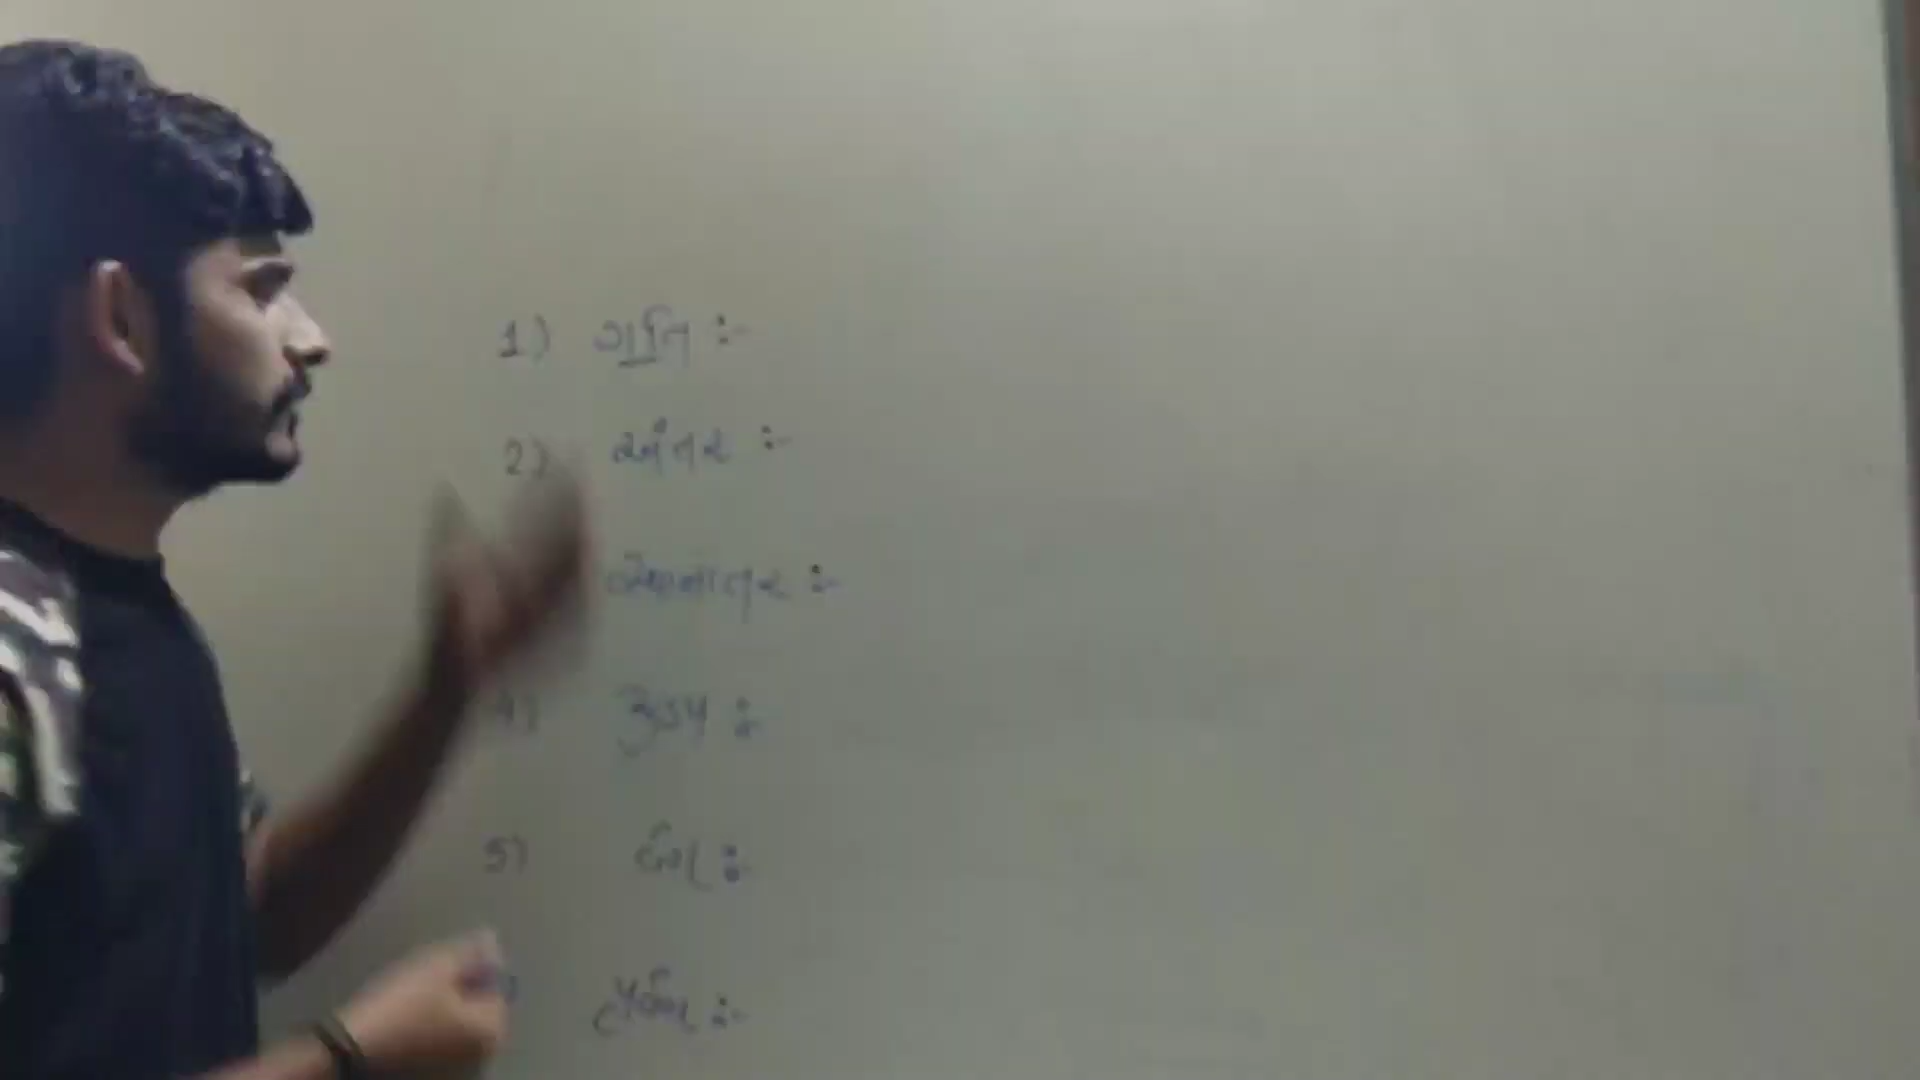 1) ગતિ :-
2) અંતર :-
સ્થાનાંતર :-
4) ઝડપ :-
5) વેગ :-
પ્રવેગ :-